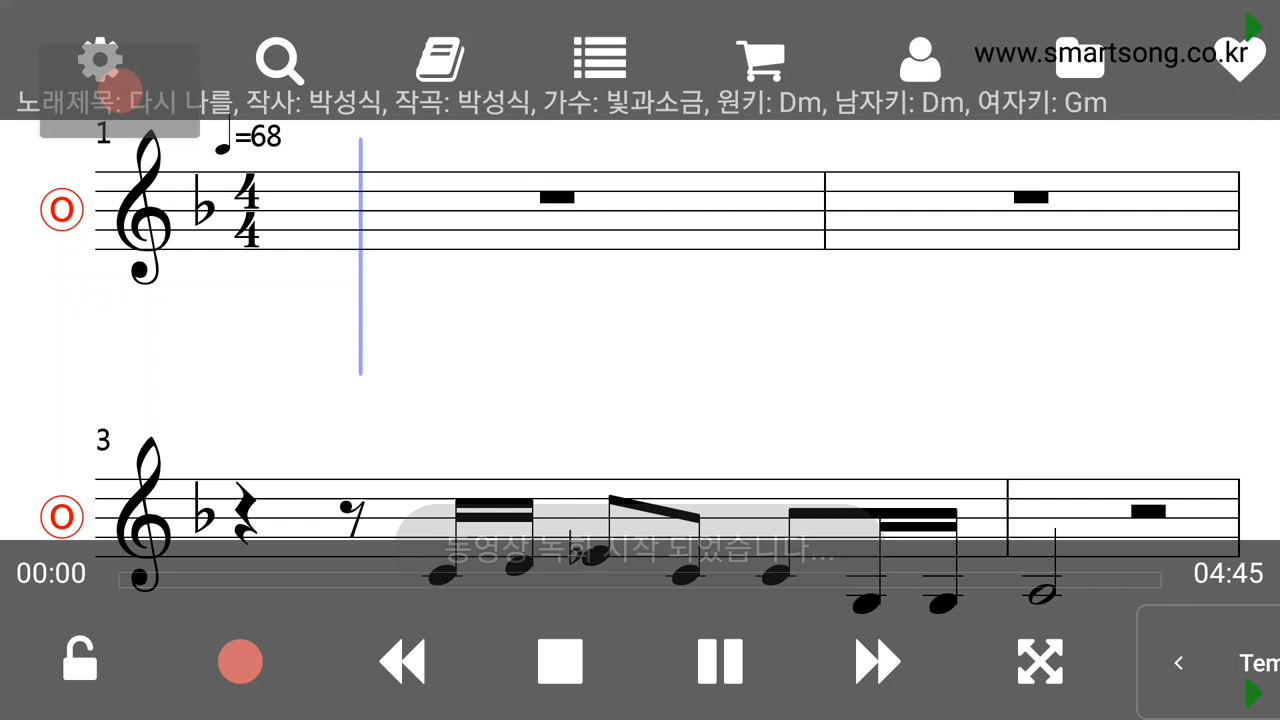 www.smartsong.co.kr
노래제목: 다시 나를, 작사: 박성식, 작곡: 박성식, 가수: 빛과소금, 원키: Dm, 남자키: Dm, 여자키: Gm
1
=68
O
4
4
3
O
동영상 녹화 시작 되었습니다...
00:00
04:45
Tem